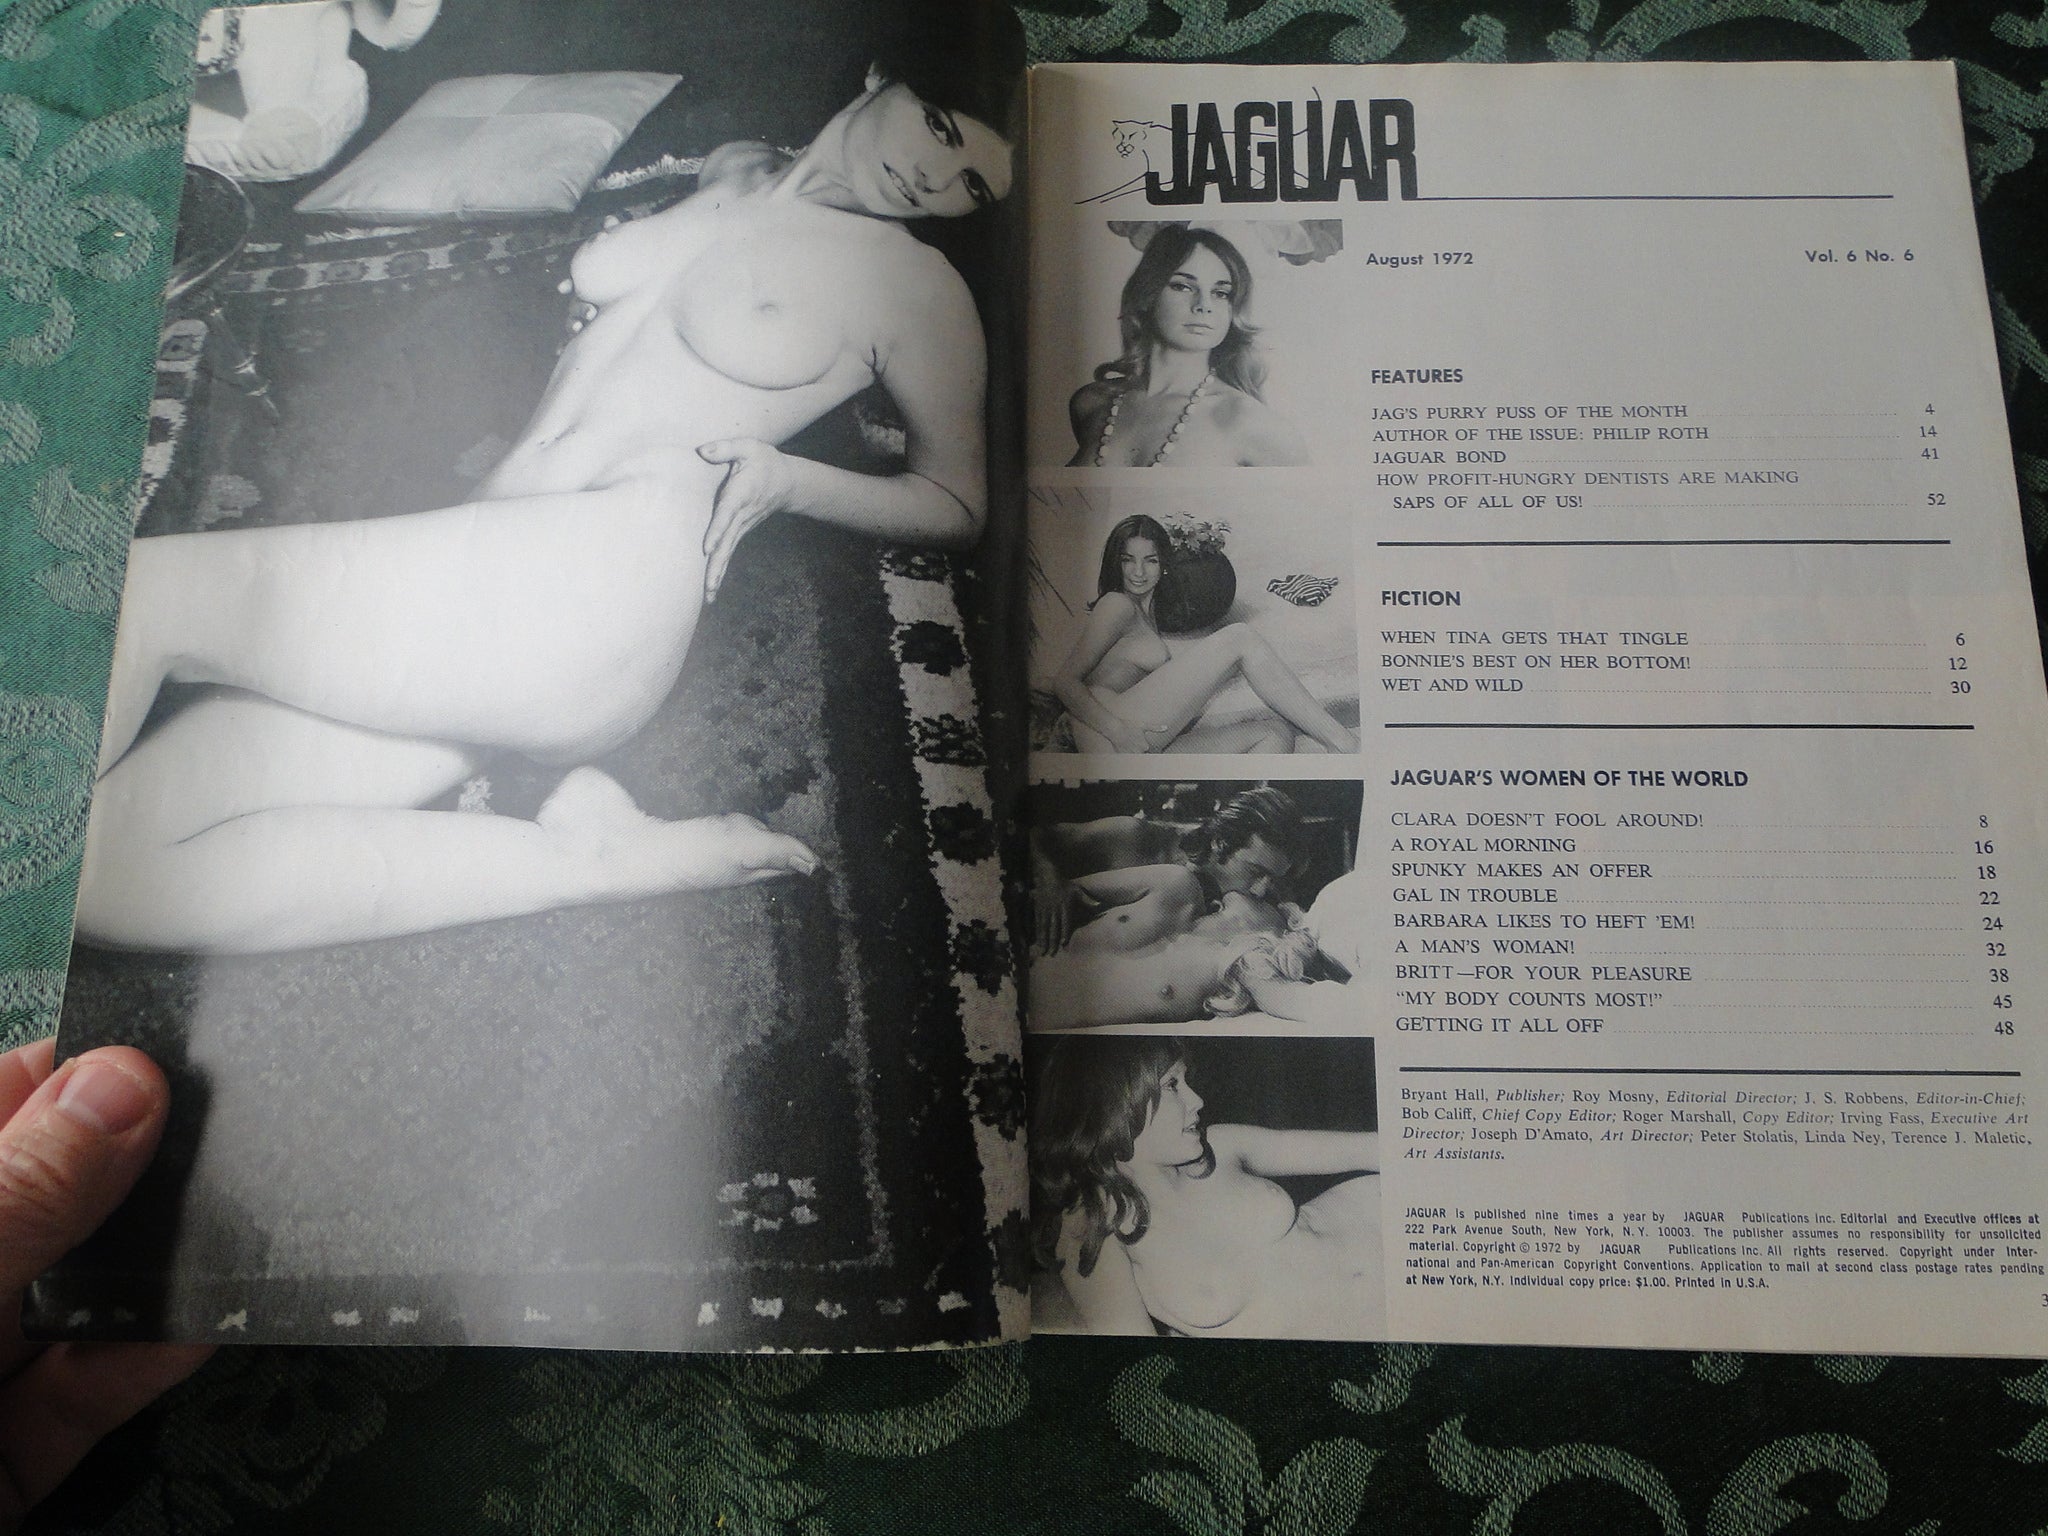 JAGUAR
August 1972
Vol. 6 No. 6
FEATURES
JAG'S PURRY PUSS OF THE MONTH 4
AUTHOR OF THE ISSUE: PHILIP ROTH 14
JAGUAR BOND 41
HOW PROFIT-HUNGRY DENTISTS ARE MAKING
SAPS OF ALL OF US! 52
FICTION
WHEN TINA GETS THAT TINGLE 6
BONNIE'S BEST ON HER BOTTOM! 12
WET AND WILD 30
JAGUAR'S WOMEN OF THE WORLD
CLARA DOESN'T FOOL AROUND! 8
A ROYAL MORNING 16
SPUNKY MAKES AN OFFER 18
GAL IN TROUBLE 22
BARBARA LIKES TO HEFT 'EM! 24
A MAN'S WOMAN! 32
BRITT—FOR YOUR PLEASURE 38
"MY BODY COUNTS MOST!" 45
GETTING IT ALL OFF 48
Bryant Hall, Publisher; Roy Mosny, Editorial Director; J. S. Robbens, Editor-in-Chief;
Bob Califf, Chief Copy Editor; Roger Marshall, Copy Editor; Irving Fass, Executive Art
Director; Joseph D'Amato, Art Director; Peter Stolatis, Linda Ney, Terence J. Maletic,
Art Assistants.
JAGUAR is published nine times a year by JAGUAR Publications Inc. Editorial and Executive offices at
222 Park Avenue South, New York, N.Y. 10003. The publisher assumes no responsibility for unsolicited
material. Copyright © 1972 by JAGUAR Publications Inc. All rights reserved. Copyright under Inter-
national and Pan-American Copyright Conventions. Application to mail at second class postage rates pending
at New York, N.Y. Individual copy price: $1.00. Printed in U.S.A.
3